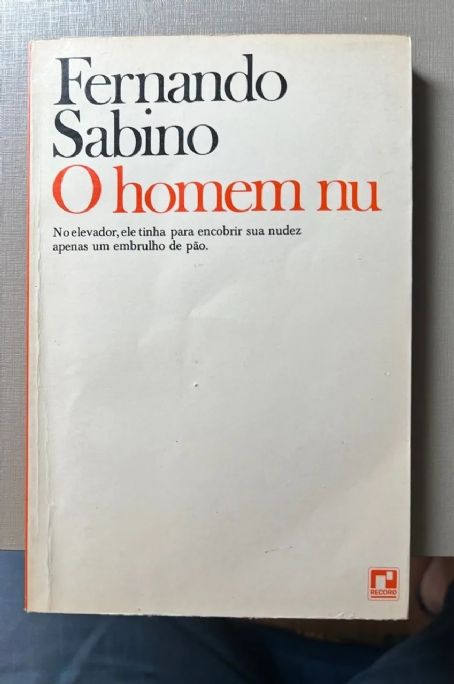 Fernando
Sabino
O homem nu
No elevador, ele tinha para encobrir sua nudez
apenas um embrulho de pão.
RECORD